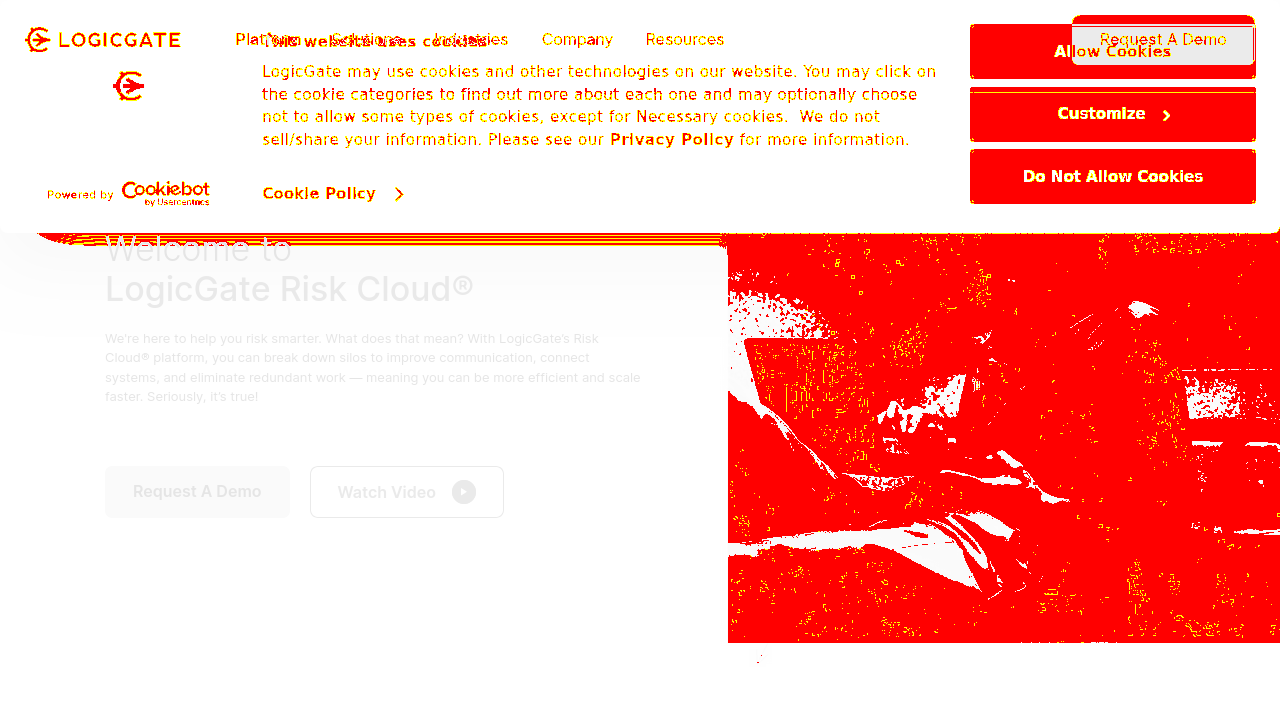 LOGICGATE
Platform Solutions Industries Company Resources
Request A Demo
This website uses cookies
LogicGate may use cookies and other technologies on our website. You may click on
the cookie categories to find out more about each one and may optionally choose
not to allow some types of cookies, except for Necessary cookies. We do not
sell/share your information. Please see our Privacy Policy for more information.
Cookie Policy
Powered by Cookiebot
by Usercentrics
Allow Cookies
Customize
Do Not Allow Cookies
Welcome to
LogicGate Risk Cloud®
We're here to help you risk smarter. What does that mean? With LogicGate's Risk
Cloud® platform, you can break down silos to improve communication, connect
systems, and eliminate redundant work — meaning you can be more efficient and scale
faster. Seriously, it's true!
Request A Demo
Watch Video